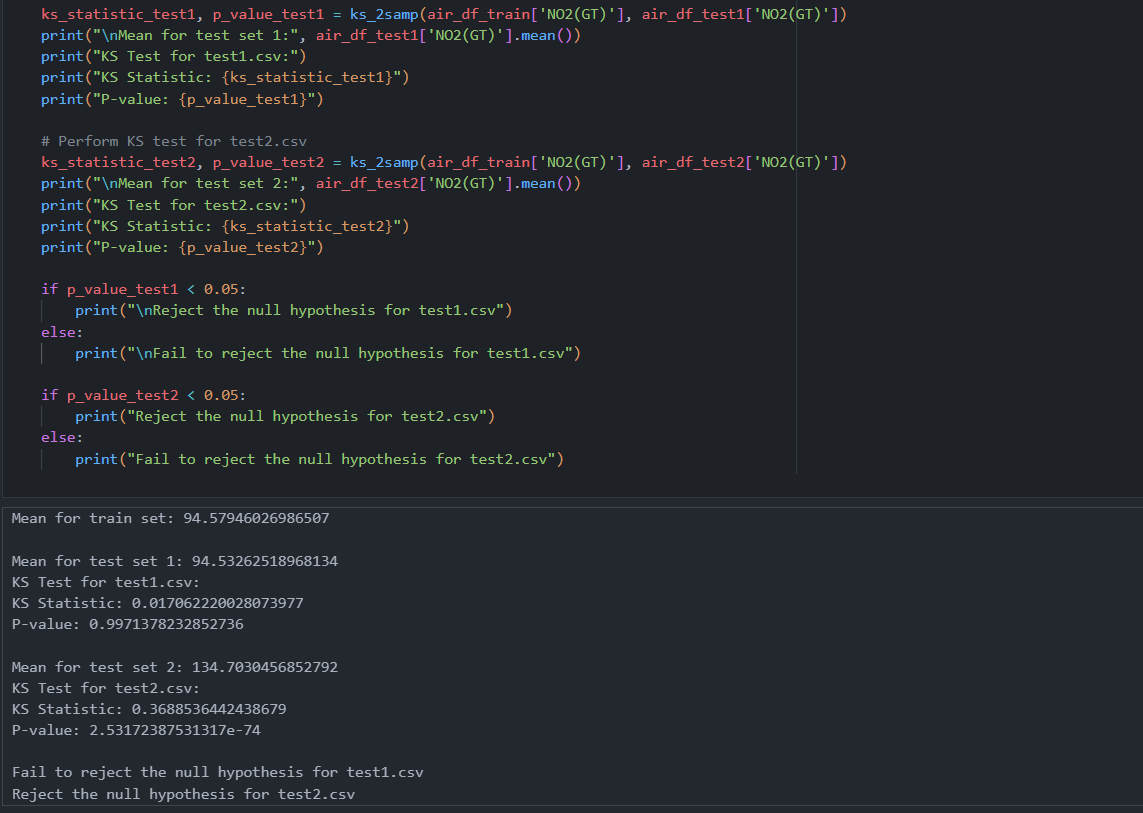 ks_statistic_test1, p_value_test1 = ks_2samp(air_df_train['NO2(GT)'], air_df_test1['NO2(GT)'])
print("\nMean for test set 1:", air_df_test1['NO2(GT)'].mean())
print("KS Test for test1.csv:")
print("KS Statistic: {ks_statistic_test1}")
print("P-value: {p_value_test1}")

# Perform KS test for test2.csv
ks_statistic_test2, p_value_test2 = ks_2samp(air_df_train['NO2(GT)'], air_df_test2['NO2(GT)'])
print("\nMean for test set 2:", air_df_test2['NO2(GT)'].mean())
print("KS Test for test2.csv:")
print("KS Statistic: {ks_statistic_test2}")
print("P-value: {p_value_test2}")

if p_value_test1 < 0.05:
    print("\nReject the null hypothesis for test1.csv")
else:
    print("\nFail to reject the null hypothesis for test1.csv")

if p_value_test2 < 0.05:
    print("Reject the null hypothesis for test2.csv")
else:
    print("Fail to reject the null hypothesis for test2.csv")

Mean for train set: 94.57946026986507

Mean for test set 1: 94.53262518968134
KS Test for test1.csv:
KS Statistic: 0.017062220028073977
P-value: 0.9971378232852736

Mean for test set 2: 134.7030456852792
KS Test for test2.csv:
KS Statistic: 0.3688536442438679
P-value: 2.53172387531317e-74

Fail to reject the null hypothesis for test1.csv
Reject the null hypothesis for test2.csv